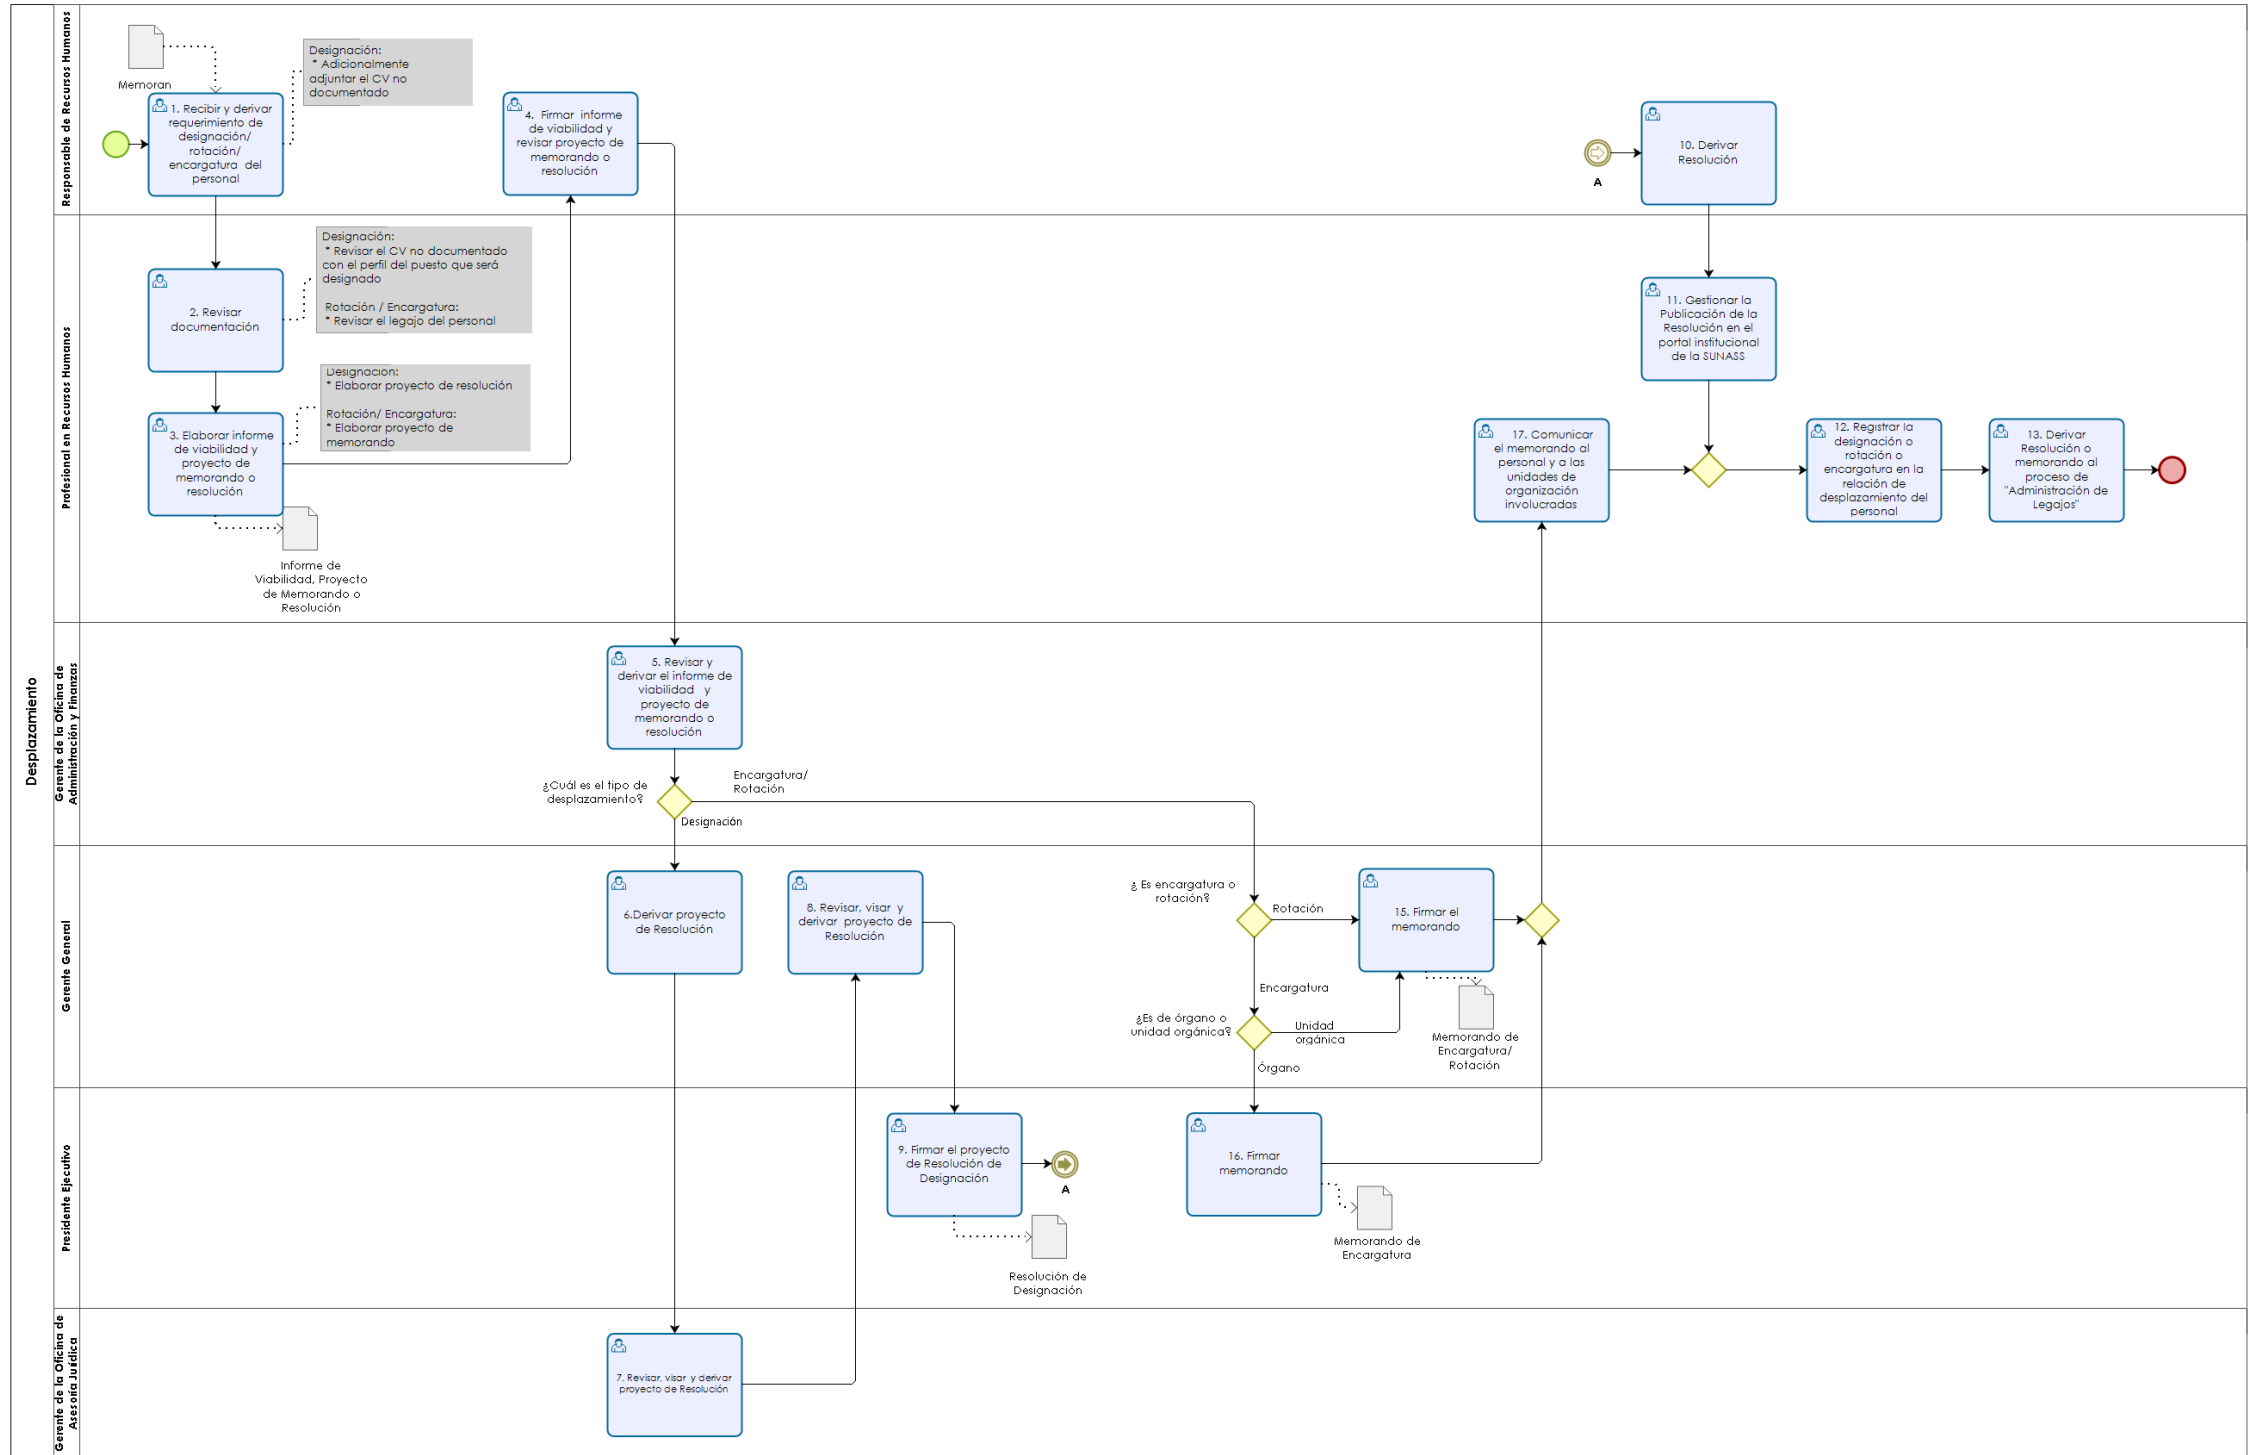 Desplazamiento
Responsable de Recursos Humanos
Memoran
Designación:
* Adicionalmente
adjuntar el CV no
documentado
1. Recibir y derivar
requerimiento de
designación/
rotación/
encargatura del
personal
4. Firmar informe
de viabilidad y
revisar proyecto de
memorando o
resolución
A
10. Derivar
Resolución
Profesional en Recursos Humanos
Designación:
* Revisar el CV no documentado
con el perfil del puesto que será
designado
Rotación / Encargatura:
* Revisar el legajo del personal
2. Revisar
documentación
Designación:
* Elaborar proyecto de resolución
Rotación/ Encargatura:
* Elaborar proyecto de
memorando
3. Elaborar informe
de viabilidad y
proyecto de
memorando o
resolución
Informe de
Viabilidad, Proyecto
de Memorando o
Resolución
11. Gestionar la
Publicación de la
Resolución en el
portal institucional
de la SUNASS
17. Comunicar
el memorando al
personal y a las
unidades de
organización
involucradas
12. Registrar la
designación o
rotación o
encargatura en la
relación de
desplazamiento del
personal
13. Derivar
Resolución o
memorando al
proceso de
"Administración de
Legajos"
Gerente de la Oficina de
Administración y Finanzas
5. Revisar y
derivar el informe de
viabilidad y
proyecto de
memorando o
resolución
¿Cuál es el tipo de
desplazamiento?
Encargatura/
Rotación
Designación
Gerente General
6.Derivar proyecto
de Resolución
8. Revisar, visar y
derivar proyecto de
Resolución
¿ Es encargatura o
rotación?
Rotación
15. Firmar el
memorando
Encargatura
¿Es de órgano o
unidad orgánica?
Unidad
orgánica
Órgano
Memorando de
Encargatura/
Rotación
Presidente Ejecutivo
9. Firmar el proyecto
de Resolución de
Designación
A
Resolución de
Designación
16. Firmar
memorando
Memorando de
Encargatura
Gerente de la Oficina de
Asesoría Jurídica
7. Revisar, visar y derivar
proyecto de Resolución